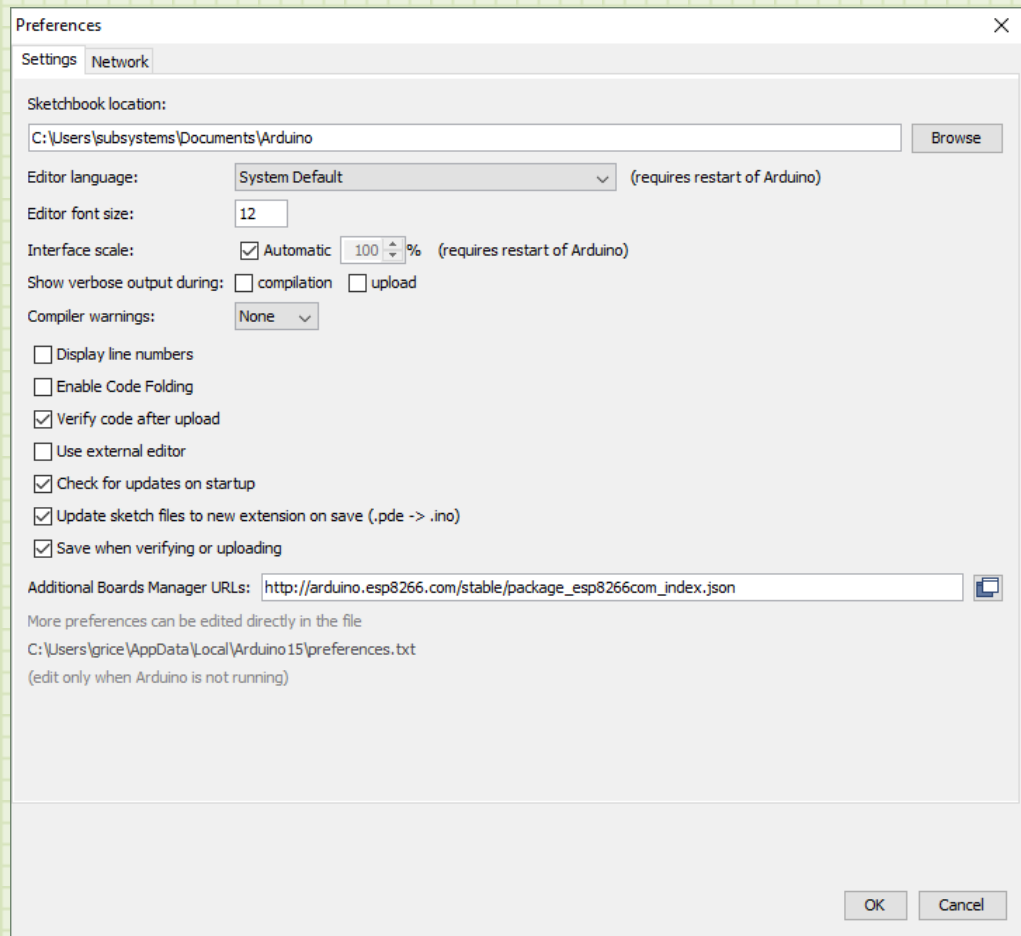 Preferences
Settings Network
Sketchbook location:
C:\Users\subsystems\Documents\Arduino Browse
Editor language: System Default (requires restart of Arduino)
Editor font size: 12
Interface scale: Automatic 100 % (requires restart of Arduino)
Show verbose output during: compilation upload
Compiler warnings: None
Display line numbers
Enable Code Folding
Verify code after upload
Use external editor
Check for updates on startup
Update sketch files to new extension on save (.pde -> .ino)
Save when verifying or uploading
Additional Boards Manager URLs: http://arduino.esp8266.com/stable/package_esp8266com_index.json
More preferences can be edited directly in the file
C:\Users\grice\AppData\Local\Arduino15\preferences.txt
(edit only when Arduino is not running)
OK Cancel